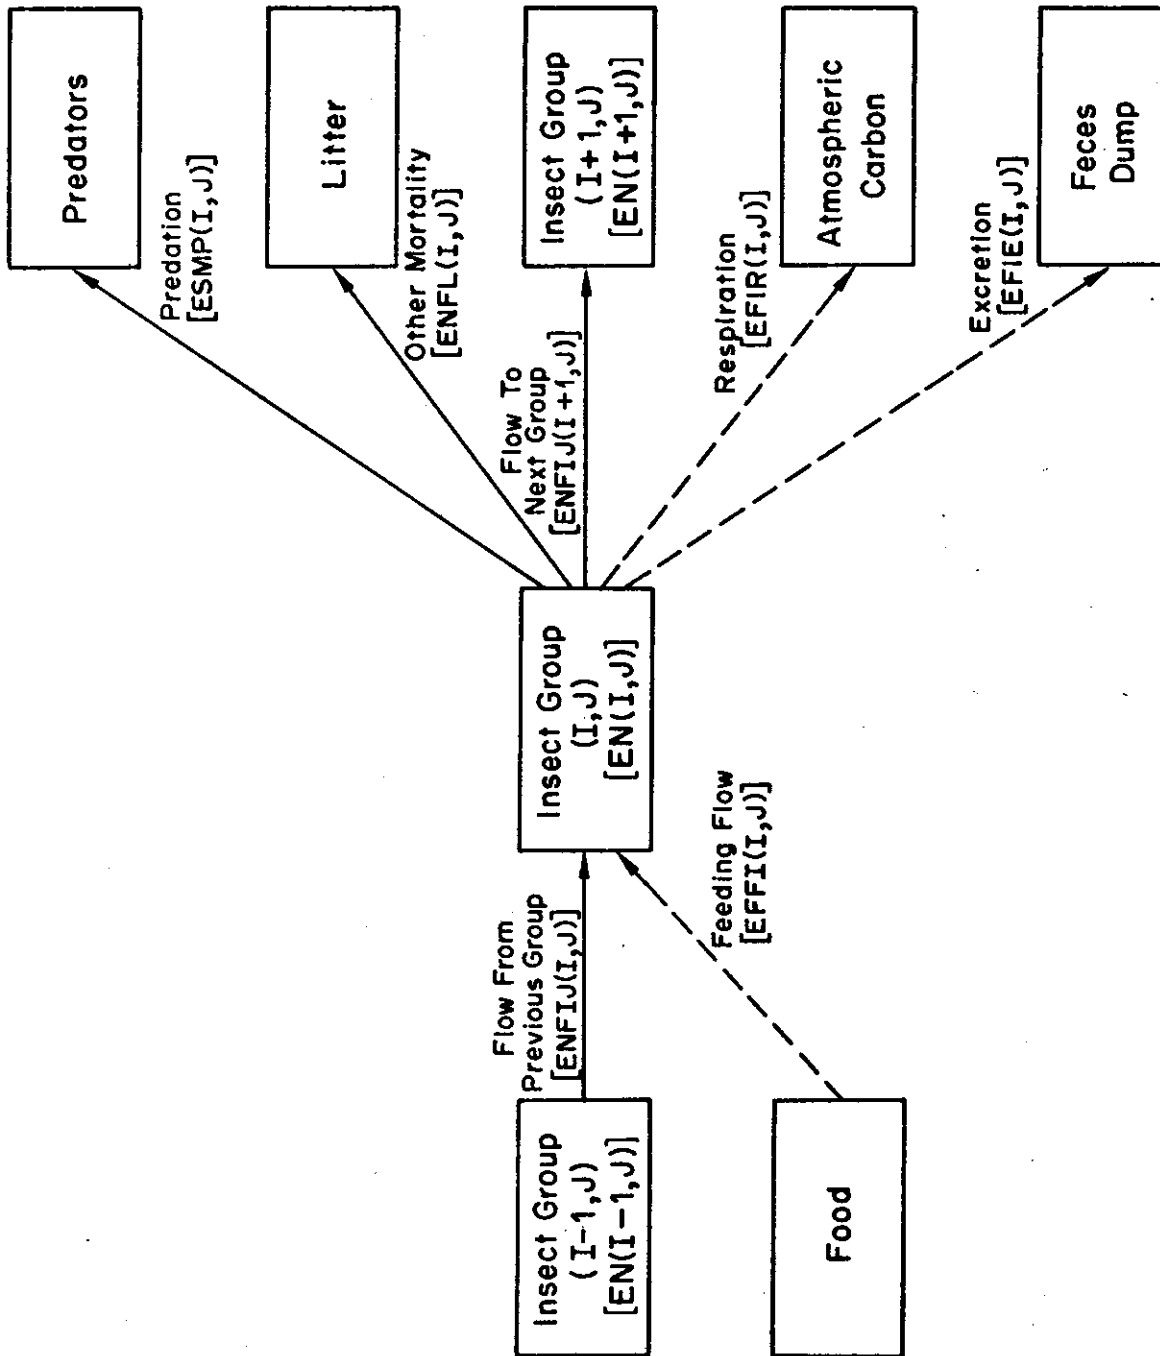 Predators
Predation
[ESMP(I,J)]
Litter
Other Mortality
[ENFL(I,J)]
Insect Group
(I-1,J)
[EN(I-1,J)]
Flow From
Previous Group
[ENFIJ(I,J)]
Insect Group
(I,J)
[EN(I,J)]
Flow To
Next Group
[ENFIJ(I+1,J)]
Insect Group
(I+1,J)
[EN(I+1,J)]
Food
Feeding Flow
[EFFI(I,J)]
Respiration
[EFIR(I,J)]
Atmospheric
Carbon
Excretion
[EFIE(I,J)]
Feces
Dump